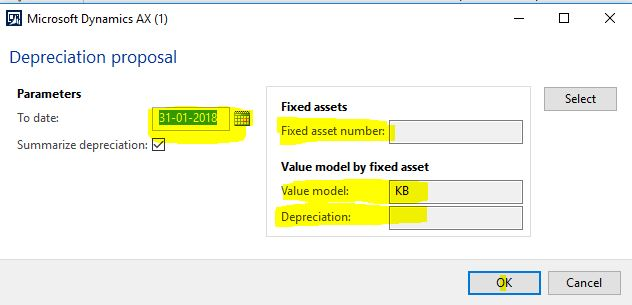 Microsoft Dynamics AX (1)
Depreciation proposal
Parameters
To date: 31-01-2018
Summarize depreciation:
Fixed assets
Fixed asset number:
Value model by fixed asset
Value model: KB
Depreciation:
Select
OK Cancel